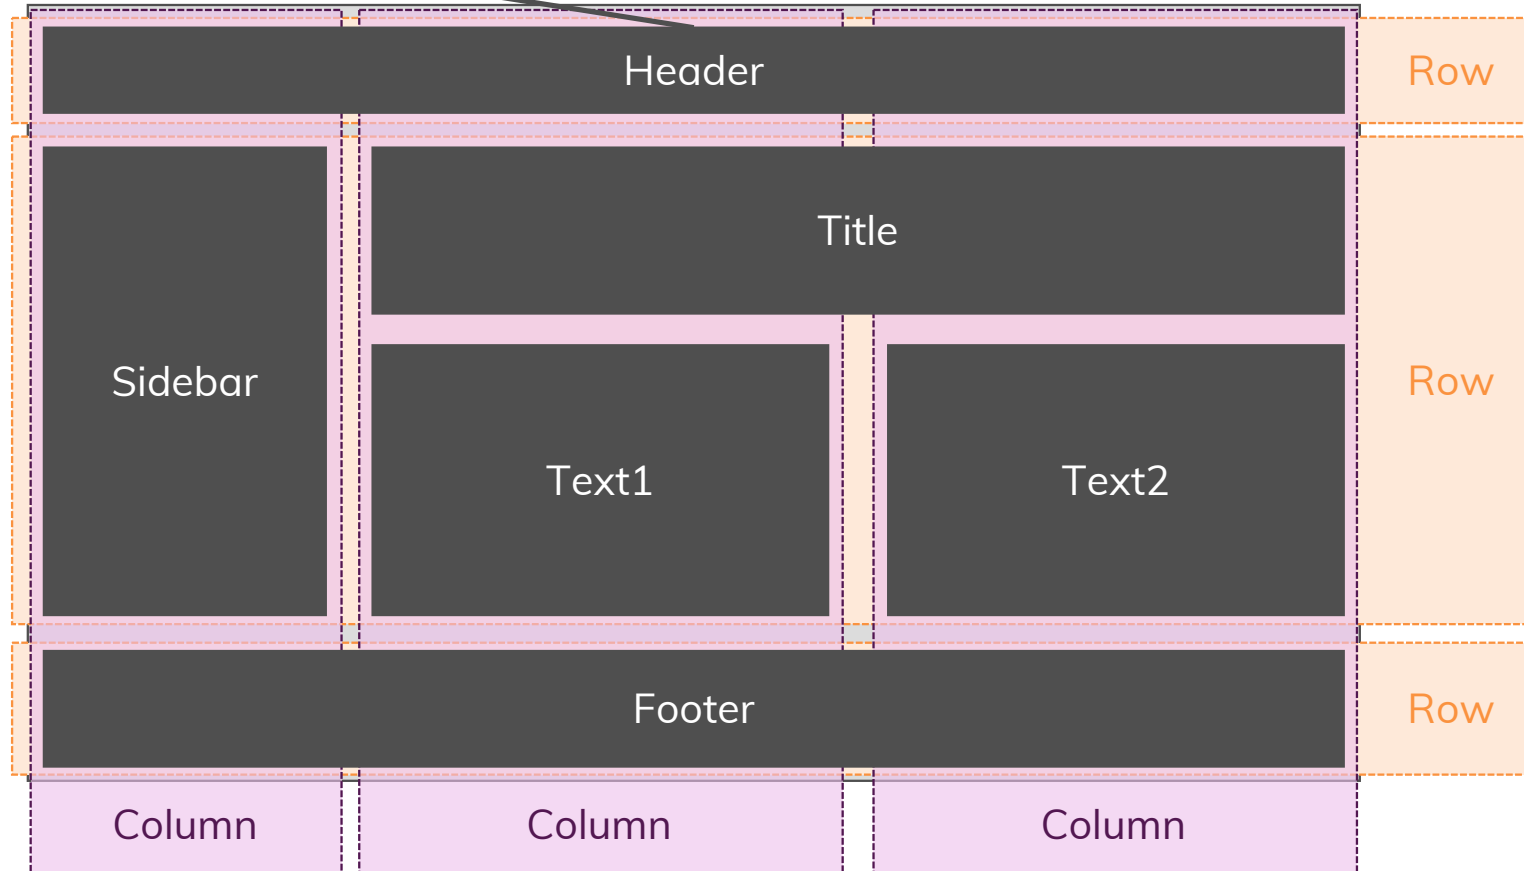 Header
Row
Title
Sidebar
Row
Text1
Text2
Footer
Row
Column
Column
Column